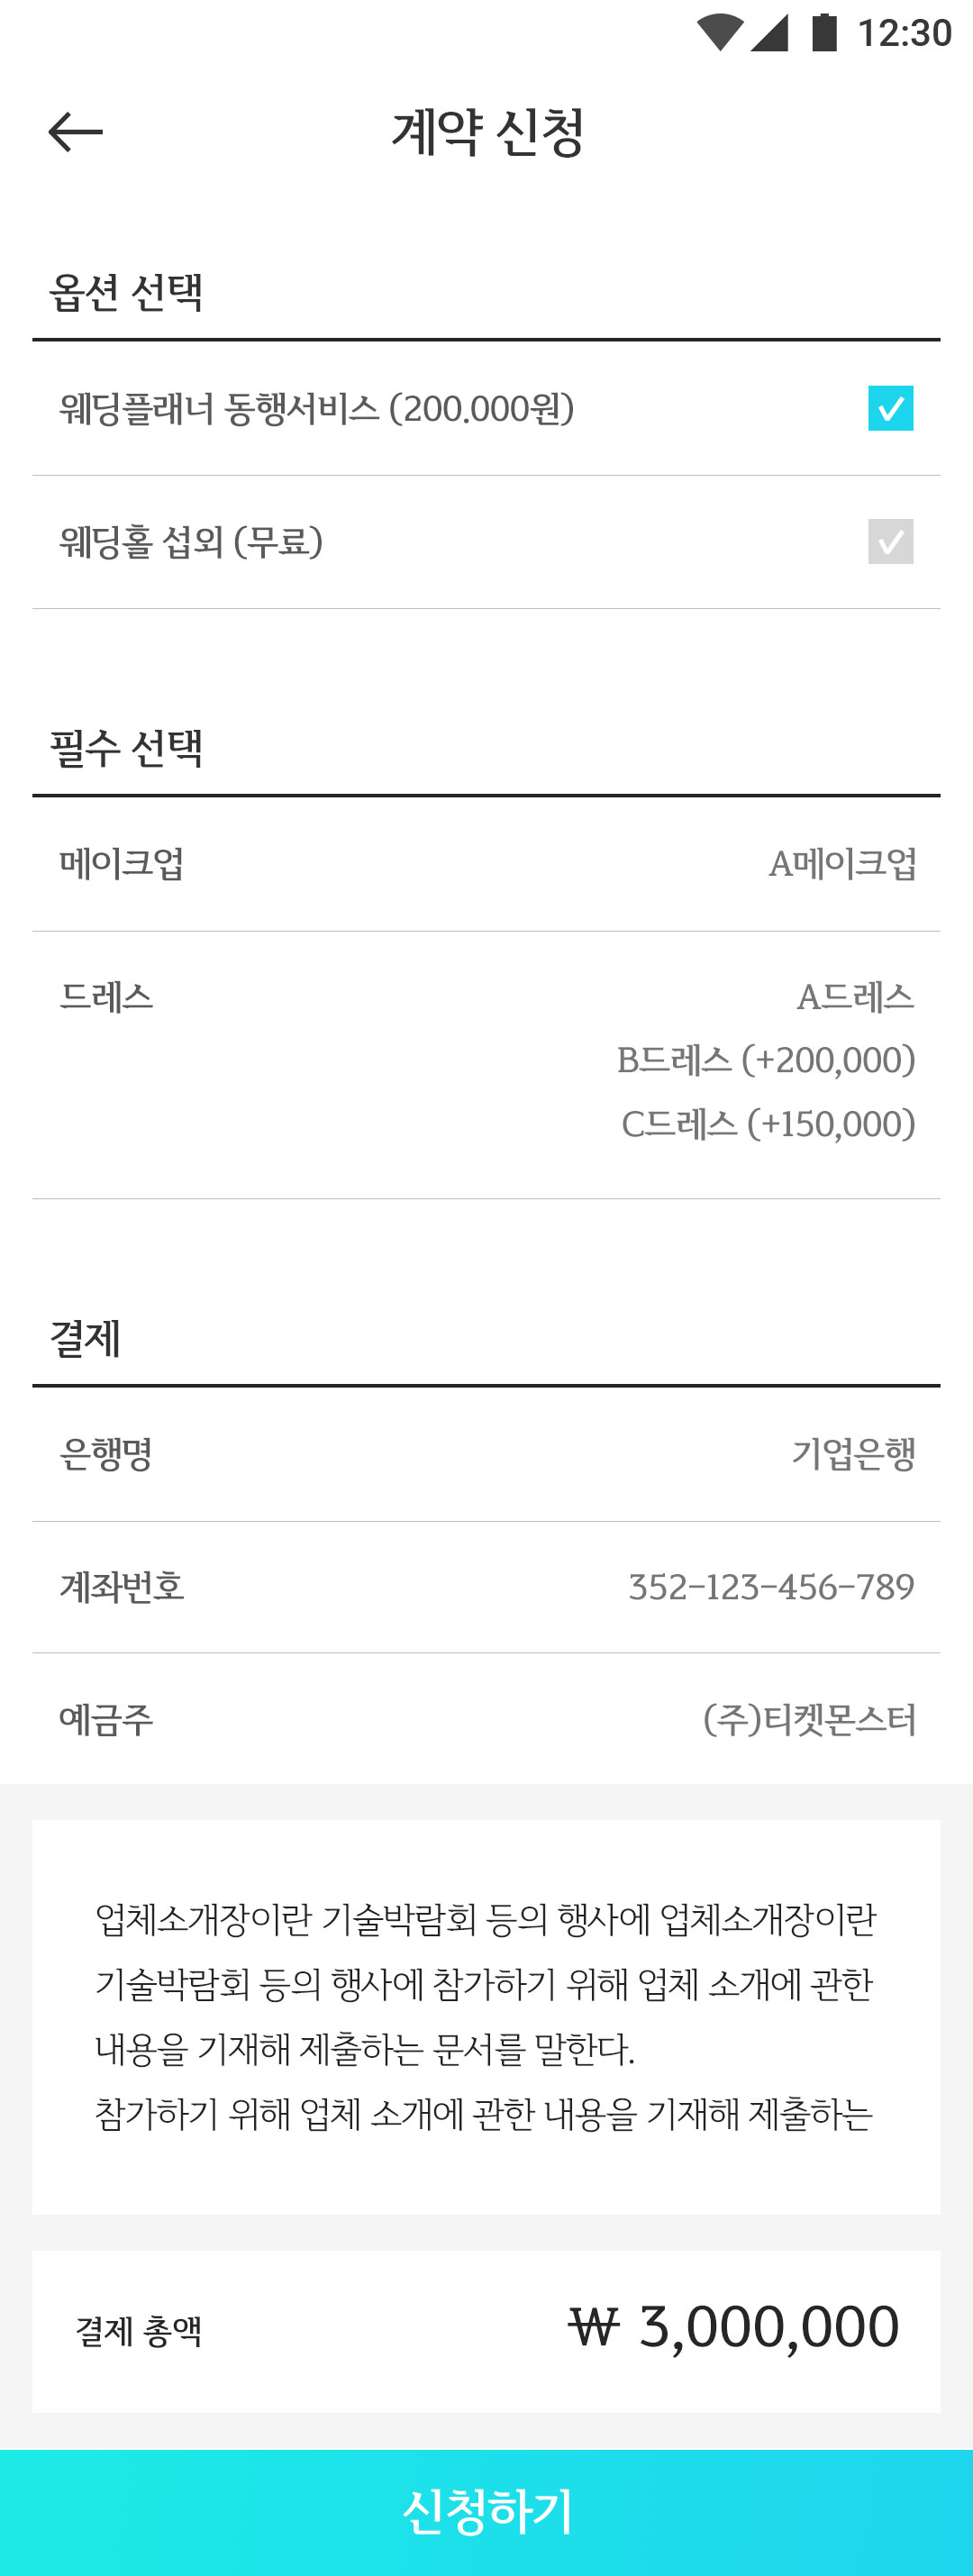 12:30
계약 신청
옵션 선택
웨딩플래너 동행서비스 (200.000원)
웨딩홀 섭외 (무료)
필수 선택
메이크업 A메이크업
드레스 A드레스
B드레스 (+200,000)
C드레스 (+150,000)
결제
은행명 기업은행
계좌번호 352-123-456-789
예금주 (주)티켓몬스터
업체소개장이란 기술박람회 등의 행사에 업체소개장이란
기술박람회 등의 행사에 참가하기 위해 업체 소개에 관한
내용을 기재해 제출하는 문서를 말한다.
참가하기 위해 업체 소개에 관한 내용을 기재해 제출하는
결제 총액 ₩ 3,000,000
신청하기